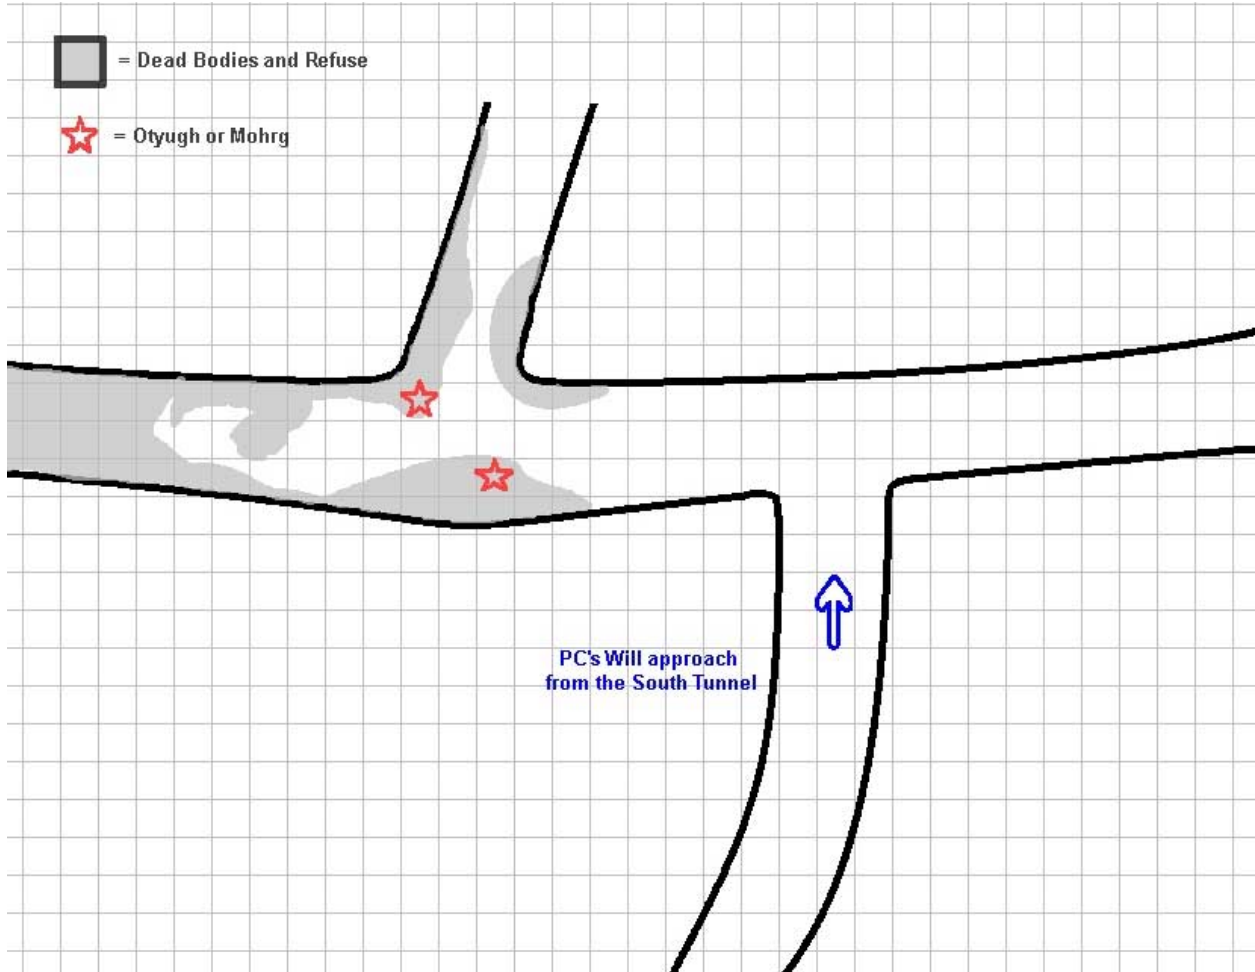 = Dead Bodies and Refuse
= Otyugh or Mohrg
PC's Will approach
from the South Tunnel